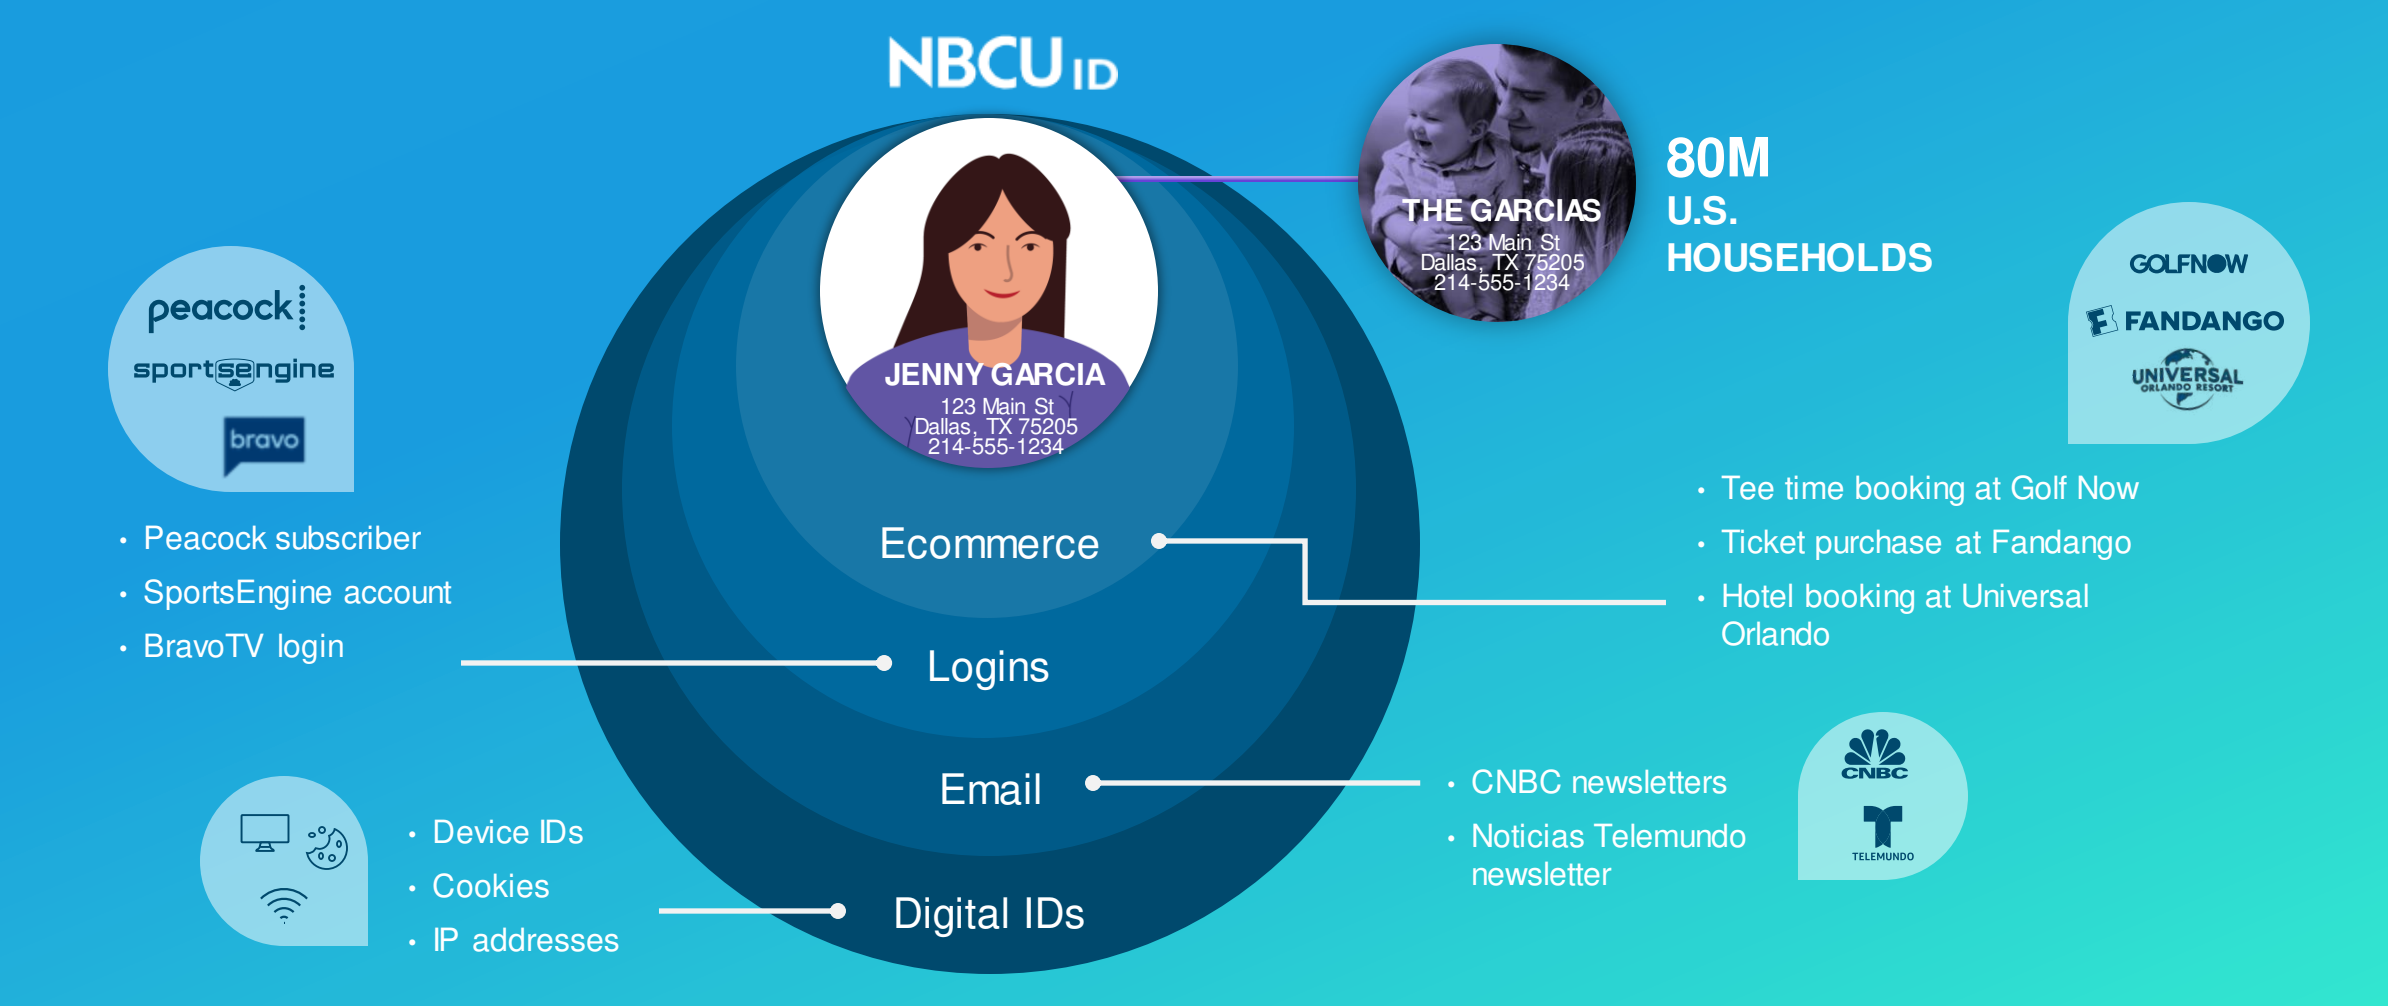 NBCU ID
JENNY GARCIA
123 Main St
Dallas, TX 75205
214-555-1234
THE GARCIAS
123 Main St
Dallas, TX 75205
214-555-1234
80M
U.S.
HOUSEHOLDS
peacock
sportsengine
bravo
• Peacock subscriber
• SportsEngine account
• BravoTV login
GOLFNOW
F FANDANGO
UNIVERSAL
ORLANDO RESORT
• Tee time booking at Golf Now
• Ticket purchase at Fandango
• Hotel booking at Universal
Orlando
Ecommerce
Logins
Email
Digital IDs
• CNBC newsletters
• Noticias Telemundo
newsletter
CNBC
TELEMUNDO
• Device IDs
• Cookies
• IP addresses